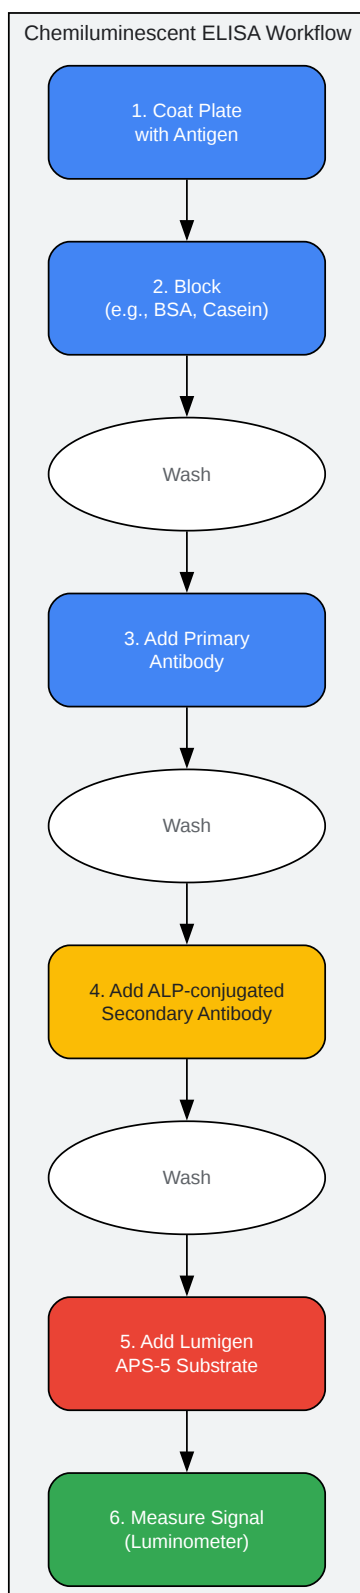 Chemiluminescent ELISA Workflow
1. Coat Plate
with Antigen
2. Block
(e.g., BSA, Casein)
Wash
3. Add Primary
Antibody
Wash
4. Add ALP-conjugated
Secondary Antibody
Wash
5. Add Lumigen
APS-5 Substrate
6. Measure Signal
(Luminometer)